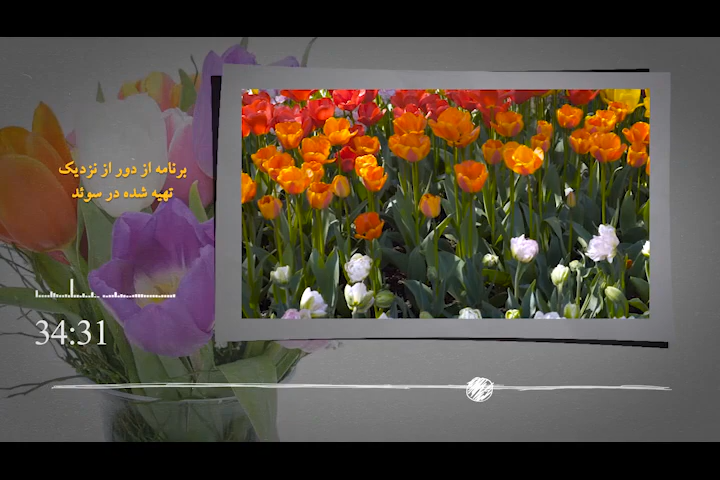 برنامه از دور از نزدیک
تهیه شده در سوئد
34:31